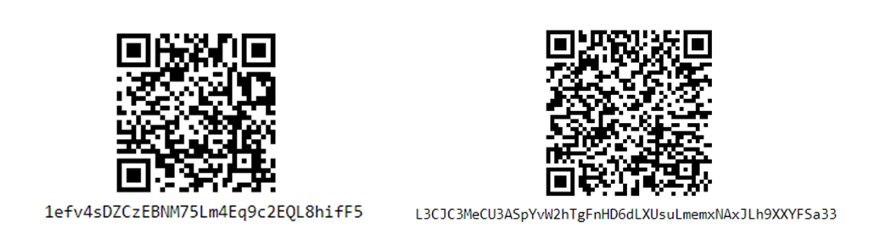 1efv4sDZCzEBNM75Lm4Eq9c2EQL8hifF5
L3CJC3MeCU3ASpYvW2hTgFnHD6dLXUsuLmemxNAxJLh9XXYFSa33